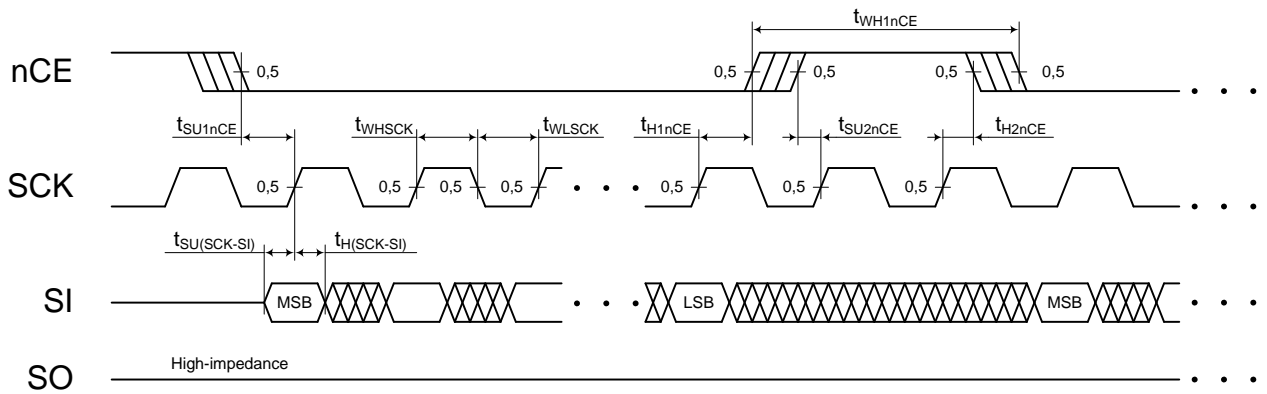 tWH1nCE
nCE
0,5 0,5 0,5 0,5 0,5
tSU1nCE tWHSCK tWLSCK tH1nCE tSU2nCE tH2nCE
SCK
0,5 0,5 0,5 0,5 0,5 0,5 0,5
tSU(SCK-SI) tH(SCK-SI)
SI
MSB LSB MSB
High-impedance
SO